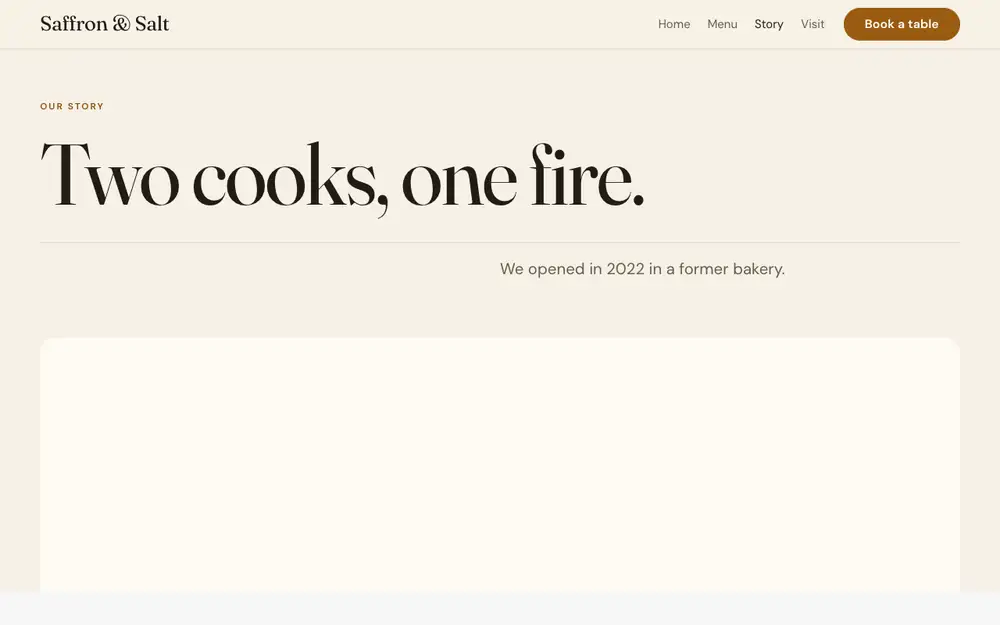 Saffron & Salt
Home Menu Story Visit Book a table
OUR STORY
Two cooks, one fire.
We opened in 2022 in a former bakery.